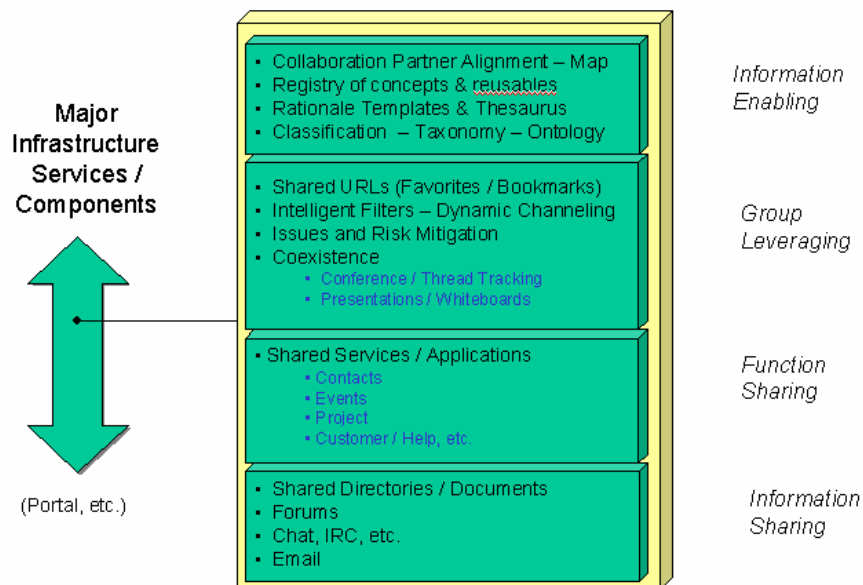 Major
Infrastructure
Services /
Components
(Portal, etc.)
▪ Collaboration Partner Alignment – Map
▪ Registry of concepts & reusables
▪ Rationale Templates & Thesaurus
▪ Classification – Taxonomy – Ontology
Information
Enabling
▪ Shared URLs (Favorites / Bookmarks)
▪ Intelligent Filters – Dynamic Channeling
▪ Issues and Risk Mitigation
▪ Coexistence
▪ Conference / Thread Tracking
▪ Presentations / Whiteboards
Group
Leveraging
▪ Shared Services / Applications
▪ Contacts
▪ Events
▪ Project
▪ Customer / Help, etc.
Function
Sharing
▪ Shared Directories / Documents
▪ Forums
▪ Chat, IRC, etc.
▪ Email
Information
Sharing